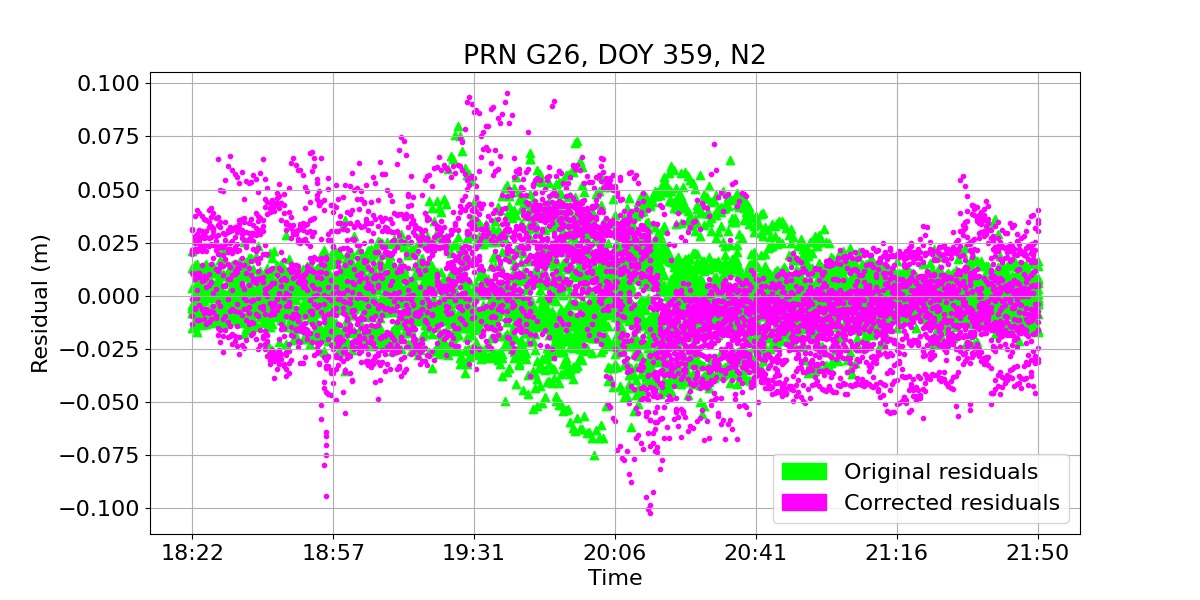 PRN G26, DOY 359, N2
0.100
0.075
0.050
0.025
0.000
−0.025
−0.050
−0.075
−0.100
Residual (m)
Original residuals
Corrected residuals
18:22 18:57 19:31 20:06 20:41 21:16 21:50
Time